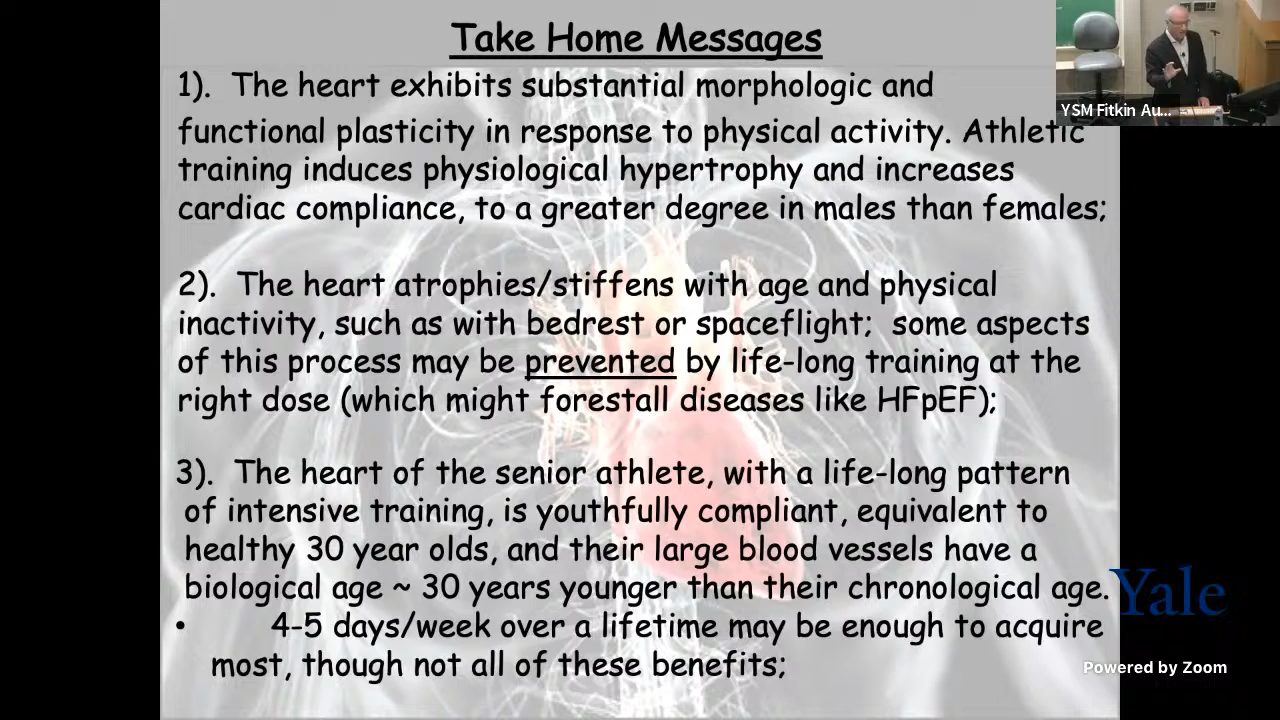 Take Home Messages
1). The heart exhibits substantial morphologic and
functional plasticity in response to physical activity. Athletic
training induces physiological hypertrophy and increases
cardiac compliance, to a greater degree in males than females;
2). The heart atrophies/stiffens with age and physical
inactivity, such as with bedrest or spaceflight; some aspects
of this process may be prevented by life-long training at the
right dose (which might forestall diseases like HFpEF);
3). The heart of the senior athlete, with a life-long pattern
of intensive training, is youthfully compliant, equivalent to
healthy 30 year olds, and their large blood vessels have a
biological age ~ 30 years younger than their chronological age.
• 4-5 days/week over a lifetime may be enough to acquire
most, though not all of these benefits;
YSM Fitkin Au...
Yale
Powered by Zoom